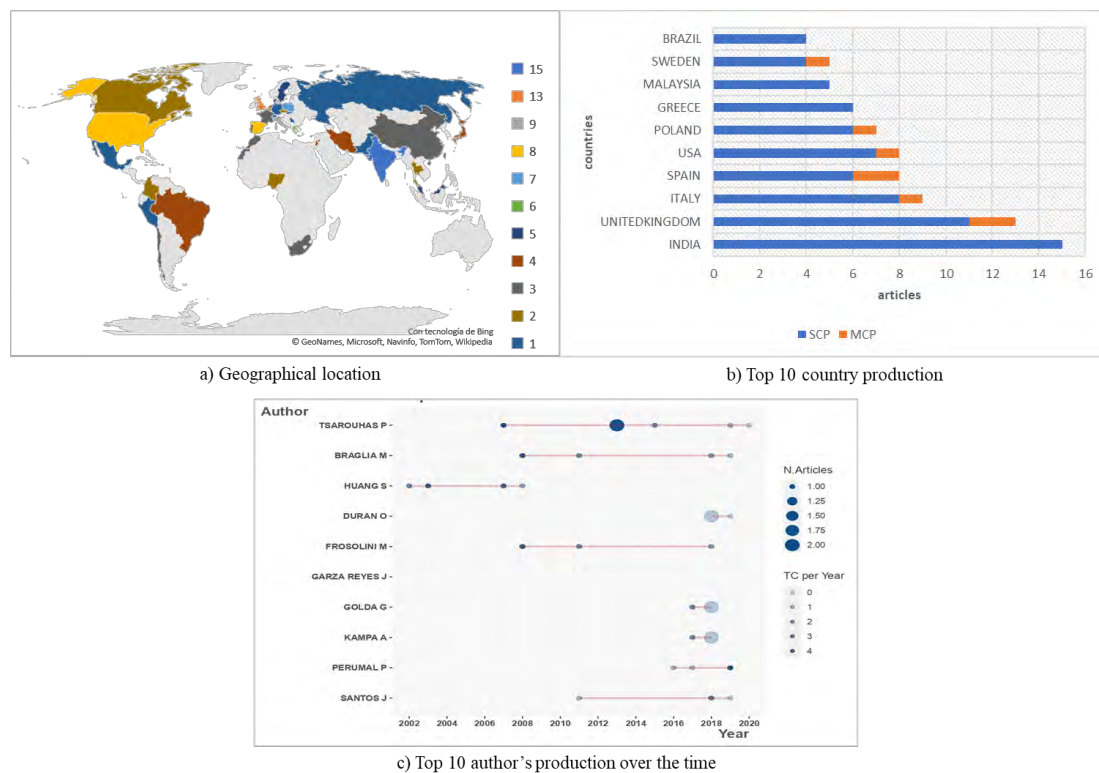 15
13
9
8
7
6
5
4
3
2
1
Con tecnología de Bing
© GeoNames, Microsoft, Navinfo, TomTom, Wikipedia
a) Geographical location
countries
BRAZIL
SWEDEN
MALAYSIA
GREECE
POLAND
USA
SPAIN
ITALY
UNITEDKINGDOM
INDIA
0 2 4 6 8 10 12 14 16
articles
SCP MCP
b) Top 10 country production
Author
TSAROUHAS P
BRAGLIA M
HUANG S
DURAN O
FROSOLINI M
GARZA REYES J
GOLDA G
KAMPA A
PERUMAL P
SANTOS J
2002 2004 2006 2008 2010 2012 2014 2016 2018 2020
Year
N.Articles
1.00
1.25
1.50
1.75
2.00
TC per Year
0
1
2
3
4
c) Top 10 author's production over the time